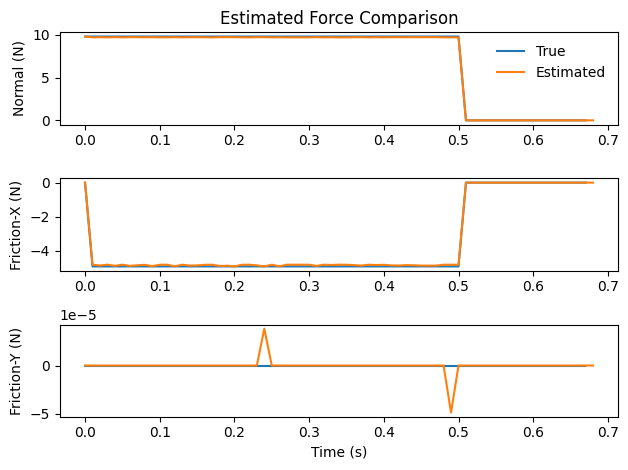 Estimated Force Comparison
Normal (N)
10
5
0
True
Estimated
0.0 0.1 0.2 0.3 0.4 0.5 0.6 0.7
Friction-X (N)
0
−2
−4
0.0 0.1 0.2 0.3 0.4 0.5 0.6 0.7
1e−5
Friction-Y (N)
0
−5
0.0 0.1 0.2 0.3 0.4 0.5 0.6 0.7
Time (s)